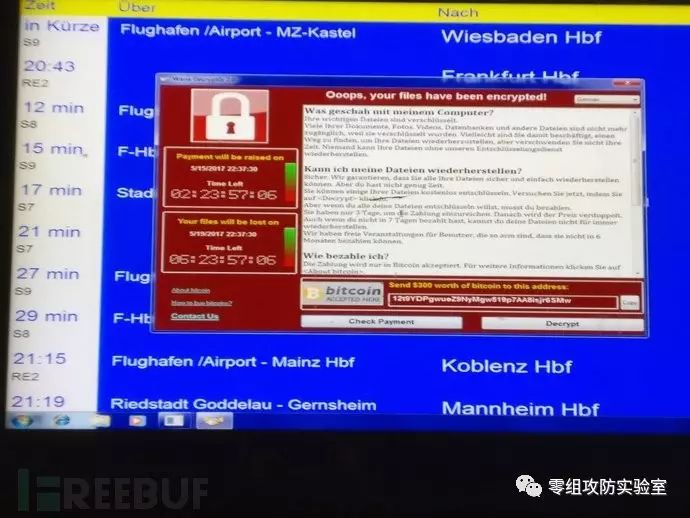 Zeit Über Nach
in Kürze Flughafen /Airport - MZ-Kastel Wiesbaden Hbf
S9
20:43 Frankfurt Hbf
RE2
12 min Flug
S8
15 min F-Hb
S9
17 min Stad
S7
21 min
S7
27 min Flug
S9
29 min F-Hb
S8
21:15 Flughafen /Airport - Mainz Hbf Koblenz Hbf
RE2
21:19 Riedstadt Goddelau - Gernsheim Mannheim Hbf
Ooops, your files have been encrypted!
German
Payment will be raised on
5/15/2017 22:37:30
Time Left
02:23:57:06
Your files will be lost on
5/19/2017 22:37:30
Time Left
06:23:57:06
About bitcoin
How to buy bitcoins?
Contact Us
Was geschah mit meinem Computer?
Ihre wichtigen Dateien sind verschlüsselt.
Viele Ihrer Dokumente, Fotos, Videos, Datenbanken und andere Dateien sind nicht mehr
zugänglich, weil sie verschlüsselt wurden. Vielleicht sind Sie damit beschäftigt, einen
Weg zu finden, um Ihre Dateien wiederherzustellen, aber verschwenden Sie nicht Ihre
Zeit. Niemand kann Ihre Dateien ohne unseren Entschlüsselungsdienst
wiederherstellen.
Kann ich meine Dateien wiederherstellen?
Sicher. Wir garantieren, dass Sie alle Ihre Dateien sicher und einfach wiederherstellen
können. Aber du hast nicht genug Zeit.
Sie können einige Ihrer Dateien kostenlos entschlüsseln. Versuchen Sie jetzt, indem Sie
auf <Decrypt> klicken.
Aber wenn du alle deine Dateien entschlüsseln willst, musst du bezahlen.
Sie haben nur 3 Tage, um die Zahlung einzureichen. Danach wird der Preis verdoppelt.
Auch wenn du nicht in 7 Tagen bezahlt hast, kannst du deine Dateien nicht für immer
wiederherstellen.
Wir haben freie Veranstaltungen für Benutzer, die so arm sind, dass sie nicht in 6
Monaten bezahlen können.
Wie bezahle ich?
Die Zahlung wird nur in Bitcoin akzeptiert. Für weitere Informationen klicken Sie auf
<About bitcoin>.
bitcoin
ACCEPTED HERE
Send $300 worth of bitcoin to this address:
12t9YDPgwueZ9NyMgw519p7AA8isjr6SMw
Copy
Check Payment Decrypt
REEBUF
零组攻防实验室